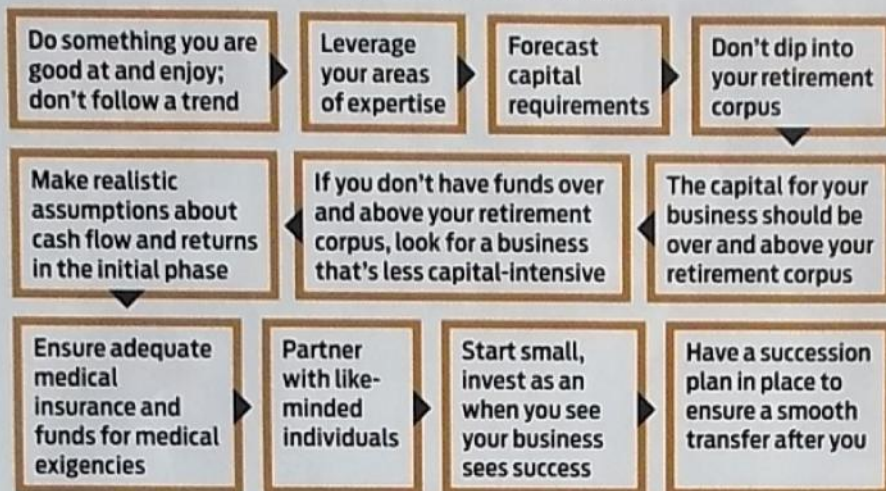 Do something you are
good at and enjoy;
don't follow a trend
Leverage
your areas
of expertise
Forecast
capital
requirements
Don't dip into
your retirement
corpus
The capital for your
business should be
over and above your
retirement corpus
If you don't have funds over
and above your retirement
corpus, look for a business
that's less capital-intensive
Make realistic
assumptions about
cash flow and returns
in the initial phase
Ensure adequate
medical
insurance and
funds for medical
exigencies
Partner
with like-
minded
individuals
Start small,
invest as an
when you see
your business
sees success
Have a succession
plan in place to
ensure a smooth
transfer after you